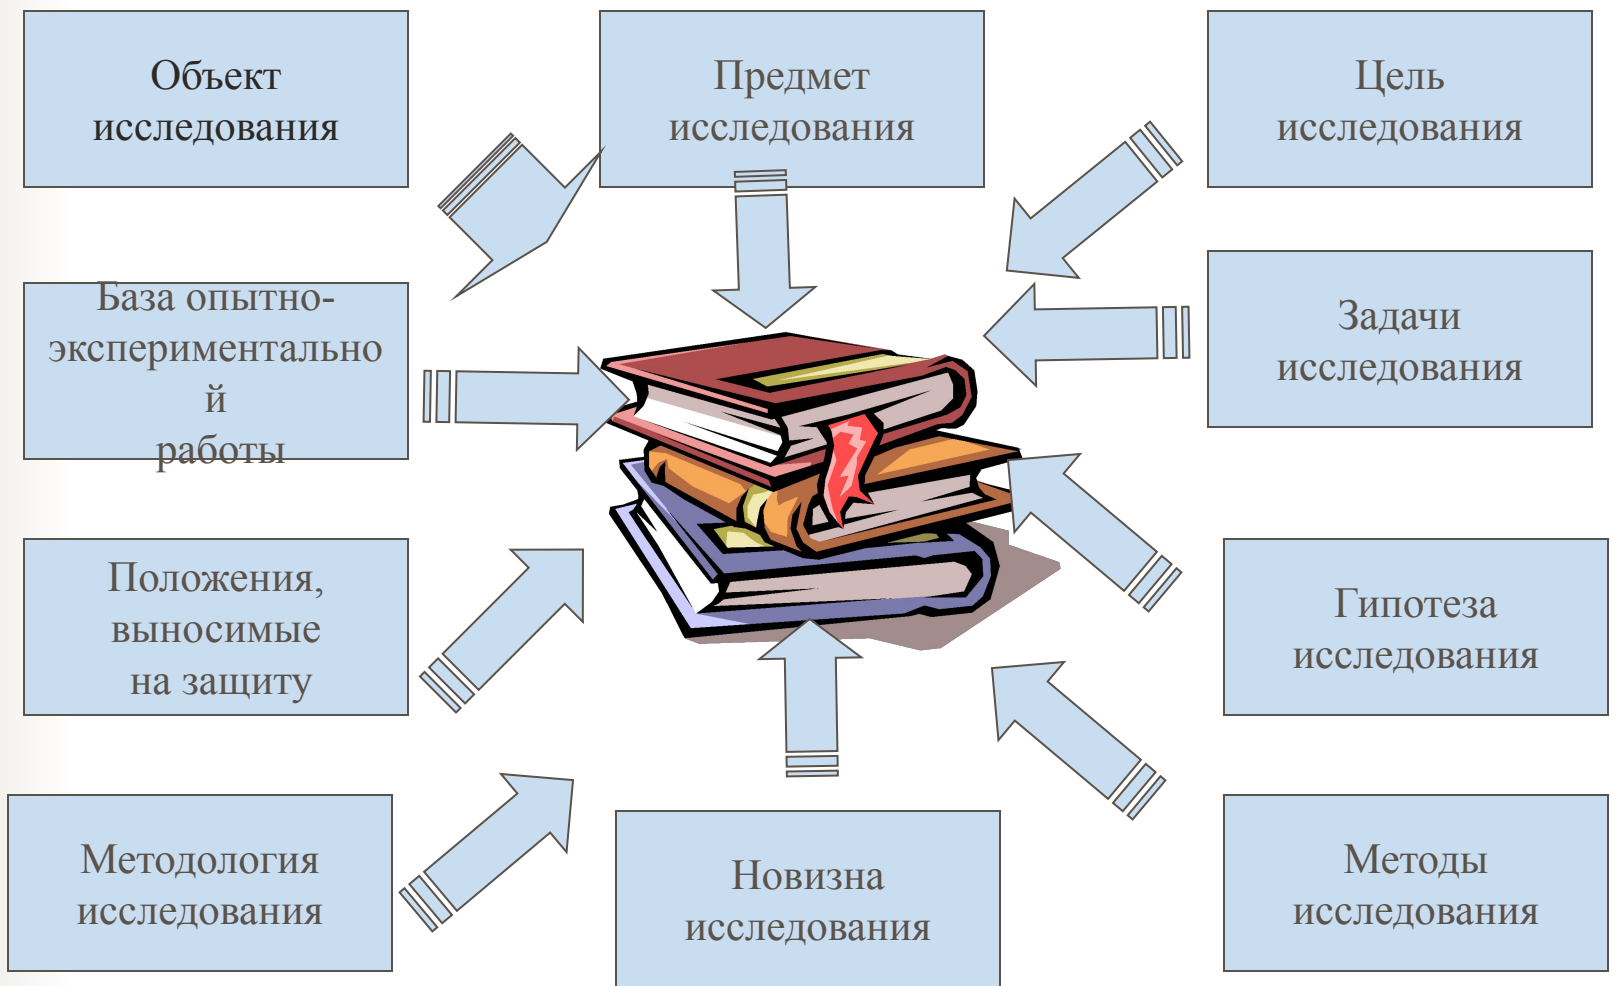 Объект
исследования
Предмет
исследования
Цель
исследования
База опытно-
экспериментально
й
работы
Задачи
исследования
Положения,
выносимые
на защиту
Гипотеза
исследования
Методология
исследования
Новизна
исследования
Методы
исследования